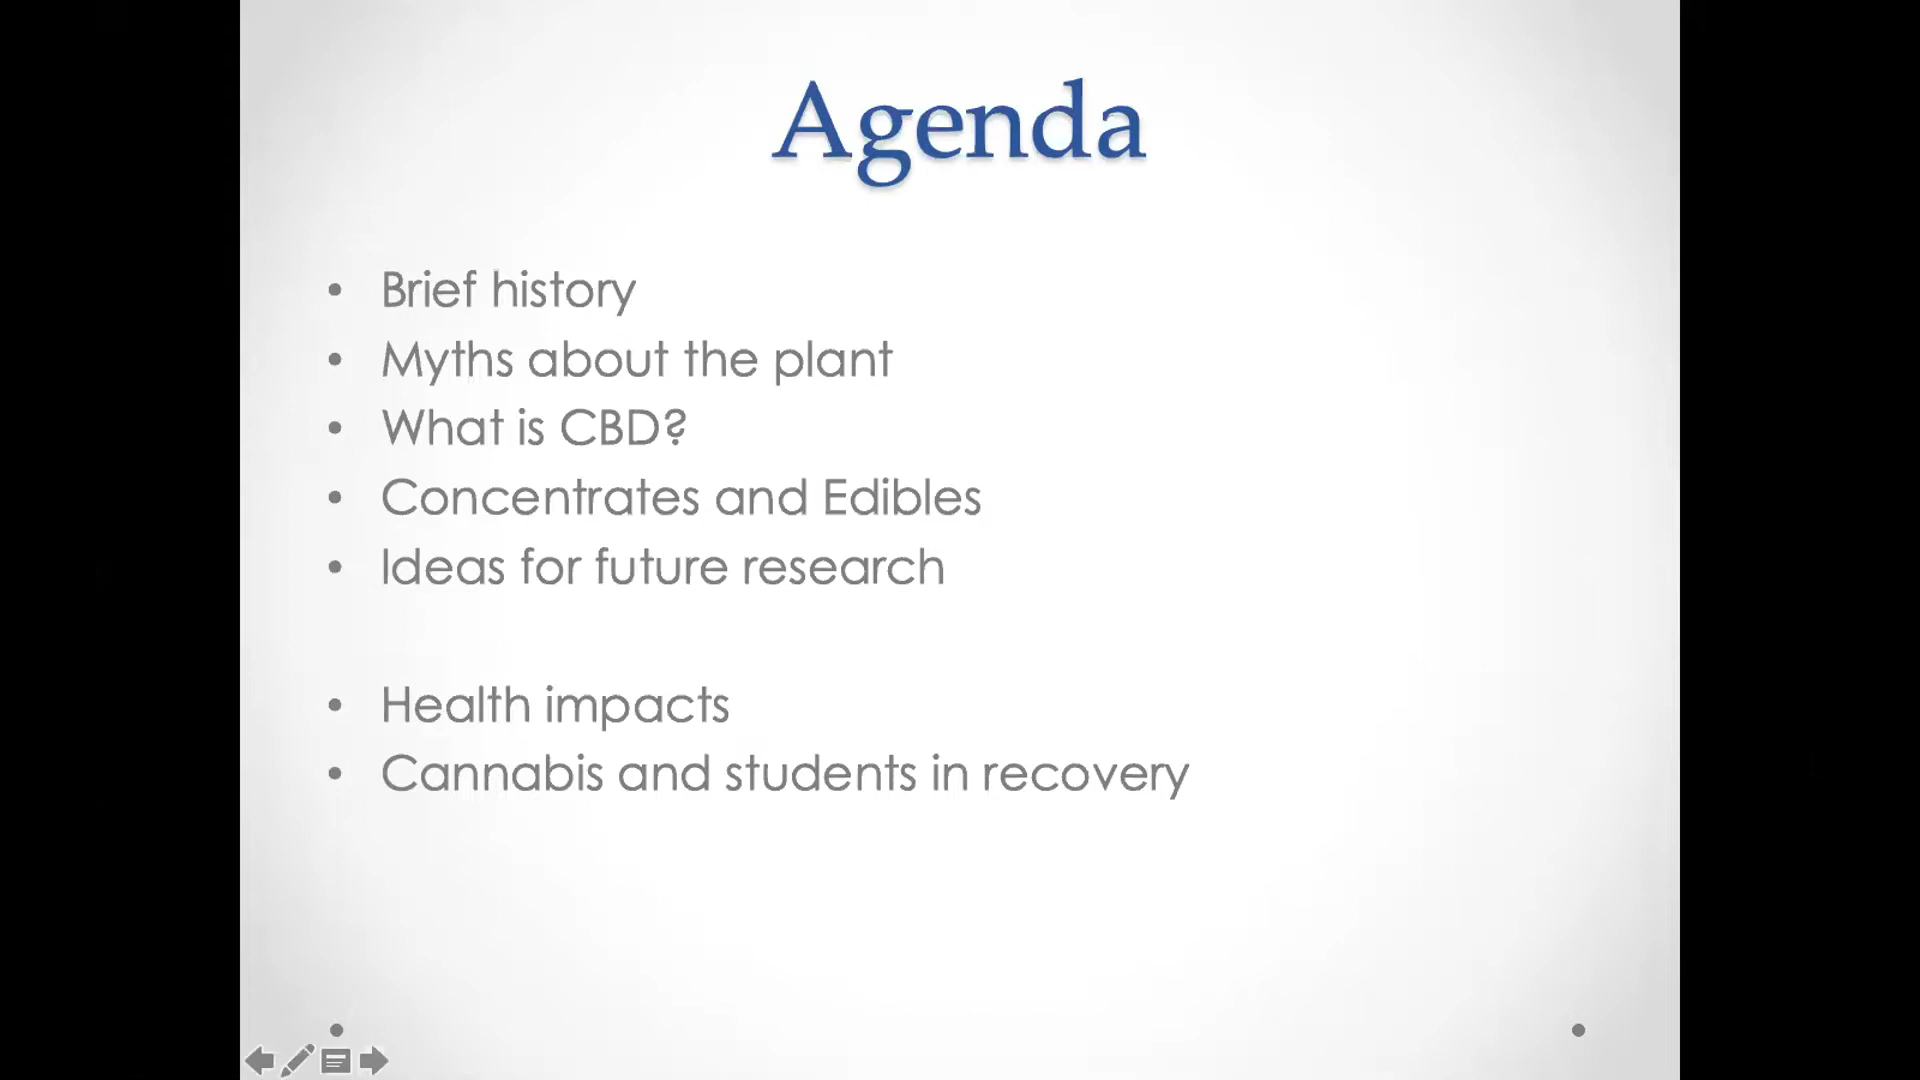 Agenda
• Brief history
• Myths about the plant
• What is CBD?
• Concentrates and Edibles
• Ideas for future research
• Health impacts
• Cannabis and students in recovery